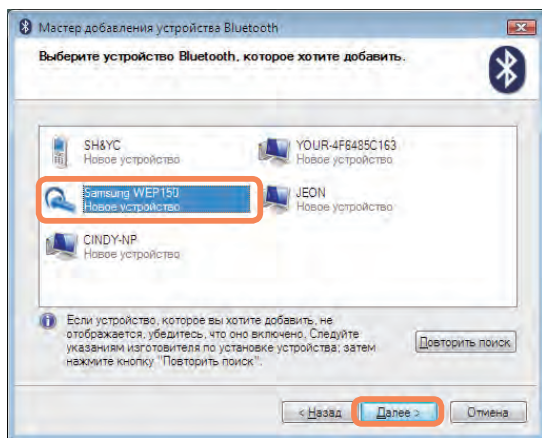 Мастер добавления устройства Bluetooth
Выберите устройство Bluetooth, которое хотите добавить.
SH&YC
Новое устройство
YOUR-4F6485C163
Новое устройство
Samsung WEP150
Новое устройство
JEON
Новое устройство
CINDY-NP
Новое устройство
Если устройство, которое вы хотите добавить, не
отображается, убедитесь, что оно включено. Следуйте
указаниям изготовителя по установке устройства; затем
нажмите кнопку "Повторить поиск".
Повторить поиск
< Назад
Далее >
Отмена